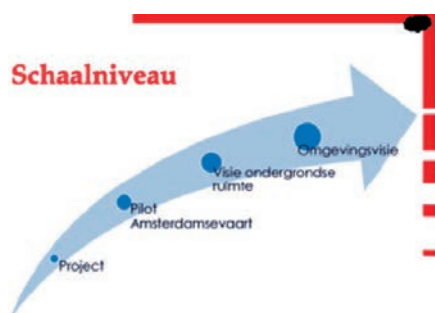 Schaalniveau
Omgevingsvisie
Visie ondergrondse
ruimte
Pilot
Amsterdamsevaart
Project